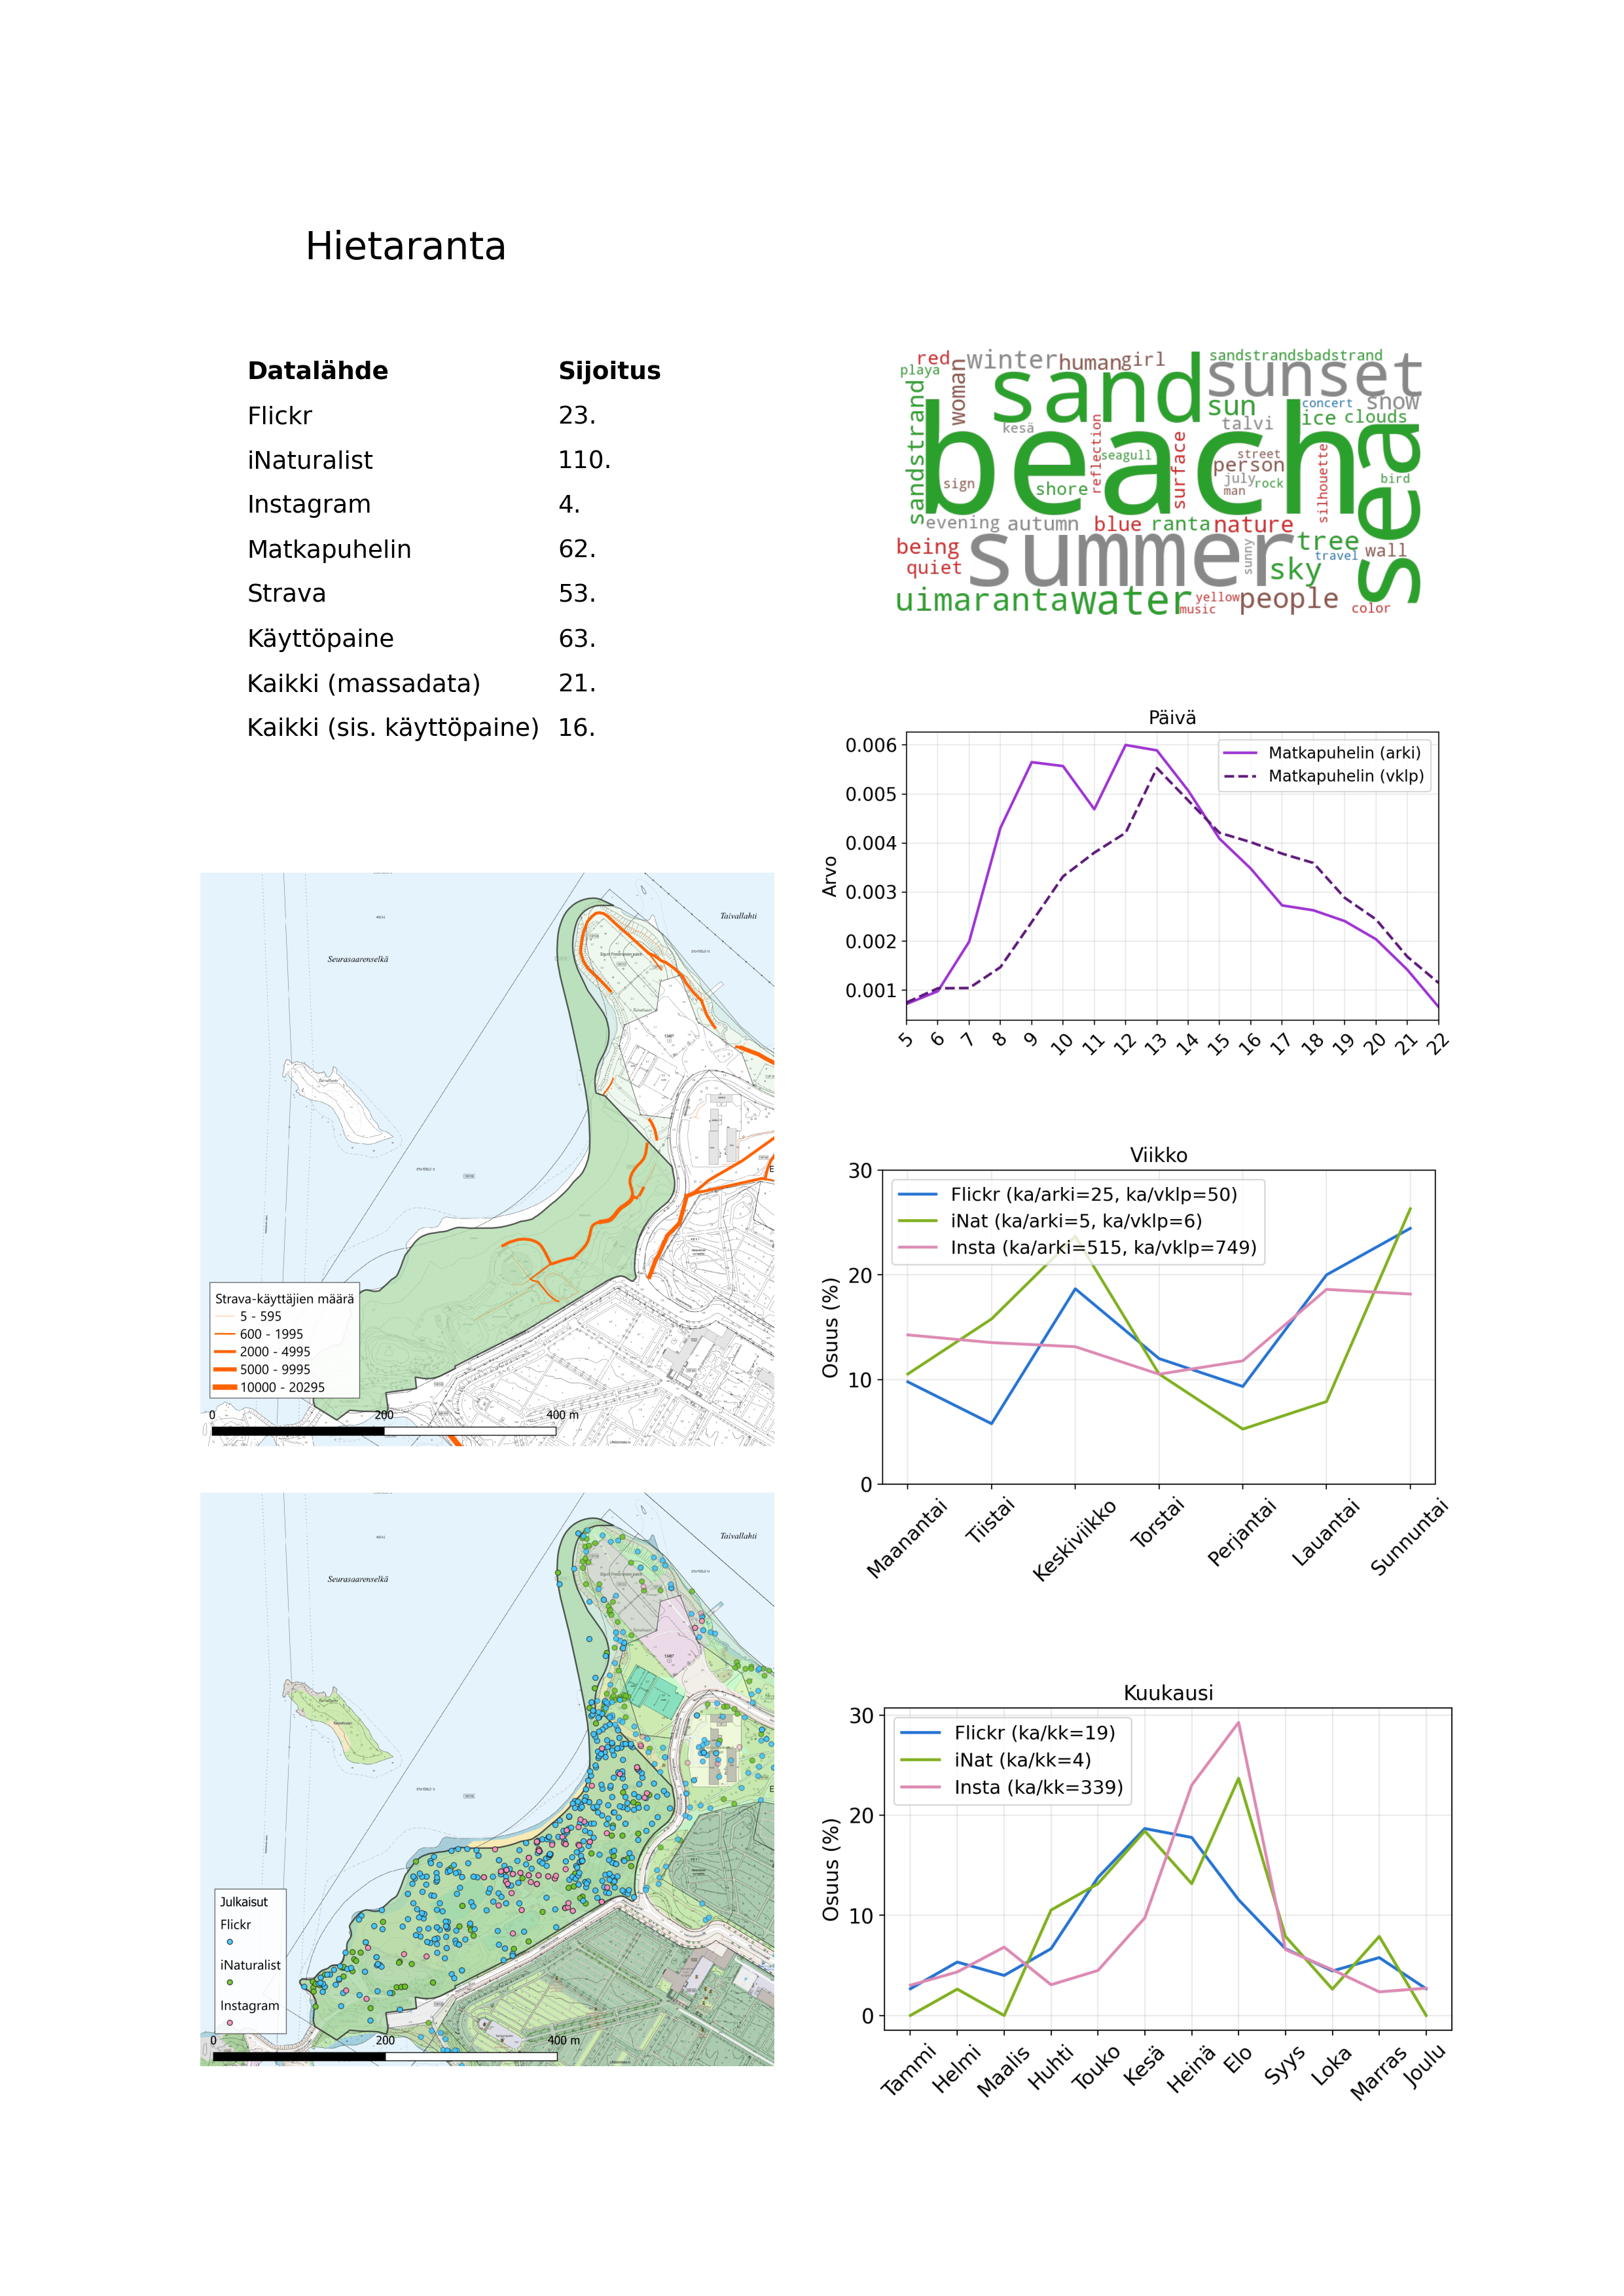 Hietaranta
Datalähde Sijoitus
Flickr 23.
iNaturalist 110.
Instagram 4.
Matkapuhelin 62.
Strava 53.
Käyttöpaine 63.
Kaikki (massadata) 21.
Kaikki (sis. käyttöpaine) 16.
red winter human girl sandstrandsbadstrand
playa woman sand sunset
sandstrand kesä sun concert snow
talvi ice clouds
beach sea
reflection seagull surface street person silhouette
sign shore july rock man bird
evening autumn blue ranta nature
being summer sunny tree travel wall
quiet sky
uimaranta water yellow people
music color
Päivä
Matkapuhelin (arki)
Matkapuhelin (vklp)
Arvo
0.006
0.005
0.004
0.003
0.002
0.001
5 6 7 8 9 10 11 12 13 14 15 16 17 18 19 20 21 22
Seurasaarenselkä
Taivallahti
Strava-käyttäjien määrä
5 - 595
600 - 1995
2000 - 4995
5000 - 9995
10000 - 20295
0 200 400 m
Viikko
Flickr (ka/arki=25, ka/vklp=50)
iNat (ka/arki=5, ka/vklp=6)
Insta (ka/arki=515, ka/vklp=749)
Osuus (%)
30
20
10
0
Maanantai Tiistai Keskiviikko Torstai Perjantai Lauantai Sunnuntai
Seurasaarenselkä
Taivallahti
Julkaisut
Flickr
iNaturalist
Instagram
0 200 400 m
Kuukausi
Flickr (ka/kk=19)
iNat (ka/kk=4)
Insta (ka/kk=339)
Osuus (%)
30
20
10
0
Tammi Helmi Maalis Huhti Touko Kesä Heinä Elo Syys Loka Marras Joulu